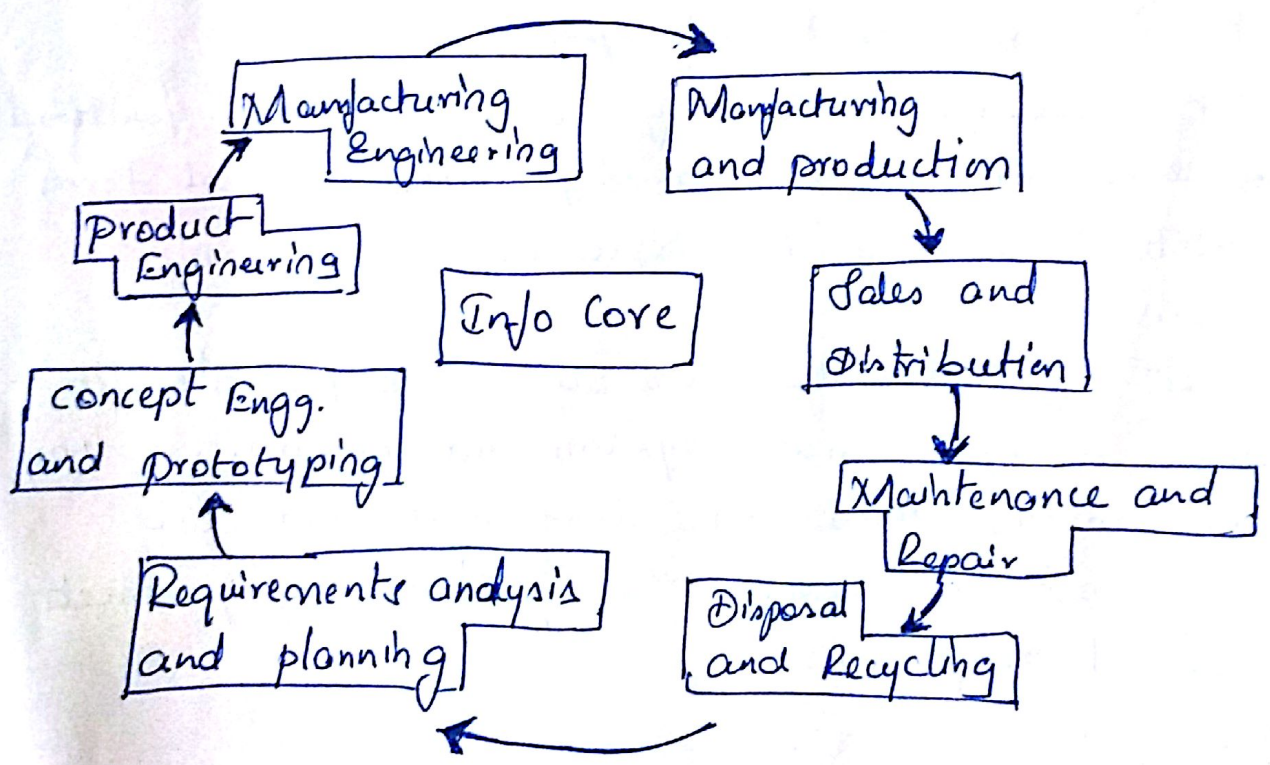 Manufacturing
Engineering
Manufacturing
and production
Product
Engineering
Info Core
Sales and
Distribution
Concept Engg.
and prototyping
Maintenance and
Repair
Requirements analysis
and planning
Disposal
and Recycling